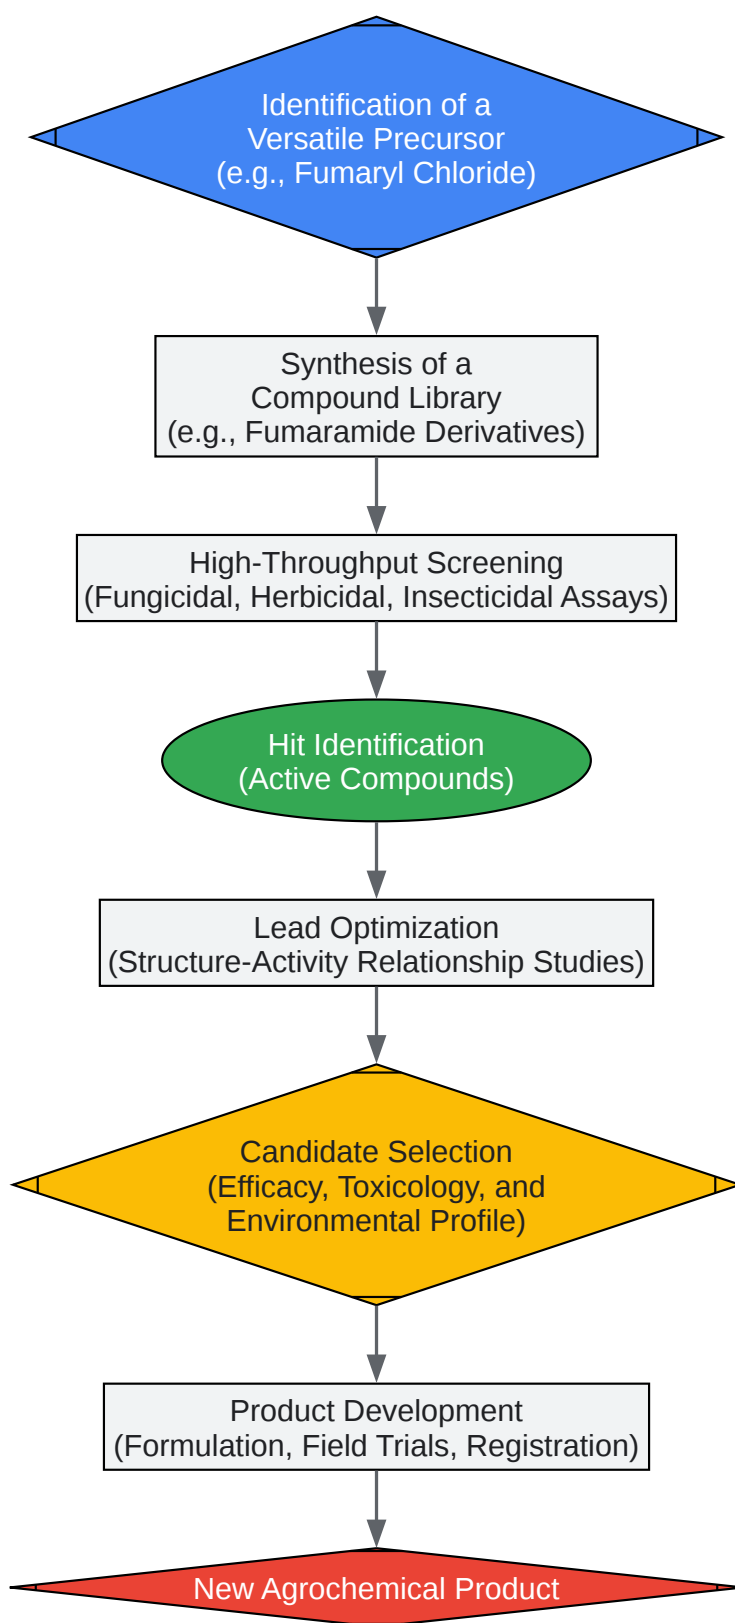 Identification of a
Versatile Precursor
(e.g., Fumaryl Chloride)
Synthesis of a
Compound Library
(e.g., Fumaramide Derivatives)
High-Throughput Screening
(Fungicidal, Herbicidal, Insecticidal Assays)
Hit Identification
(Active Compounds)
Lead Optimization
(Structure-Activity Relationship Studies)
Candidate Selection
(Efficacy, Toxicology, and
Environmental Profile)
Product Development
(Formulation, Field Trials, Registration)
New Agrochemical Product